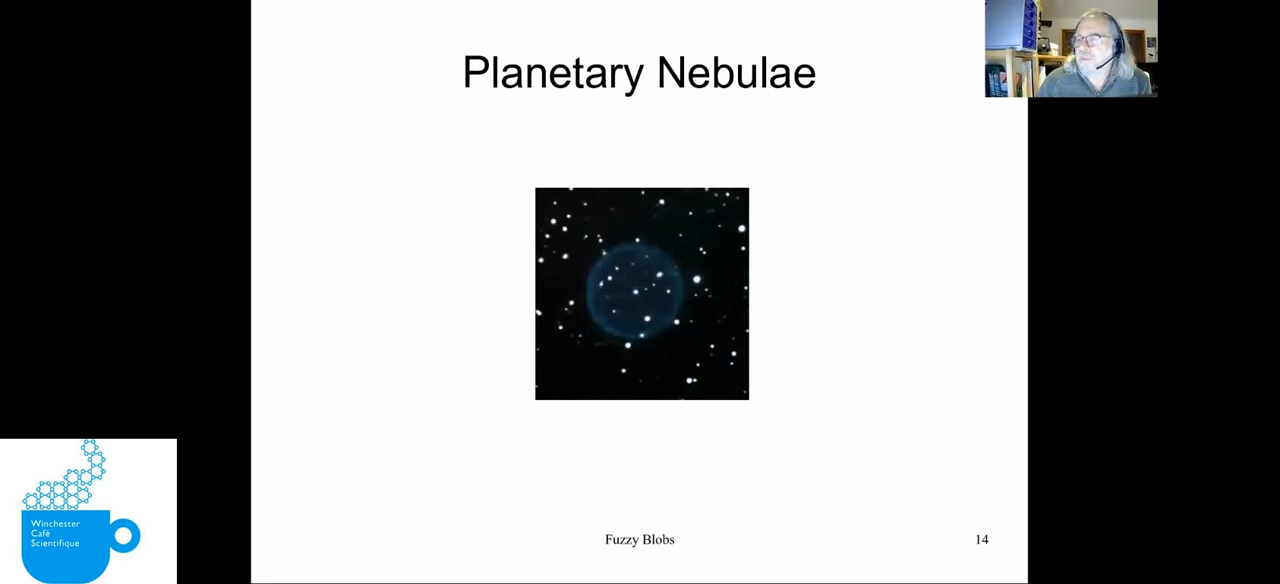 Planetary Nebulae
Fuzzy Blobs
14
Winchester
Café
Scientifique